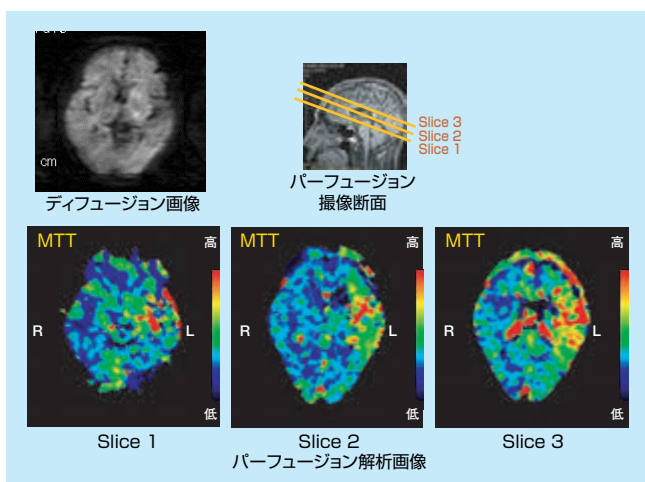 cm
ディフュージョン画像
Slice 3
Slice 2
Slice 1
パーフュージョン
撮像断面
MTT
高
R
L
低
MTT
高
R
L
低
MTT
高
R
L
低
Slice 1
Slice 2
Slice 3
パーフュージョン解析画像